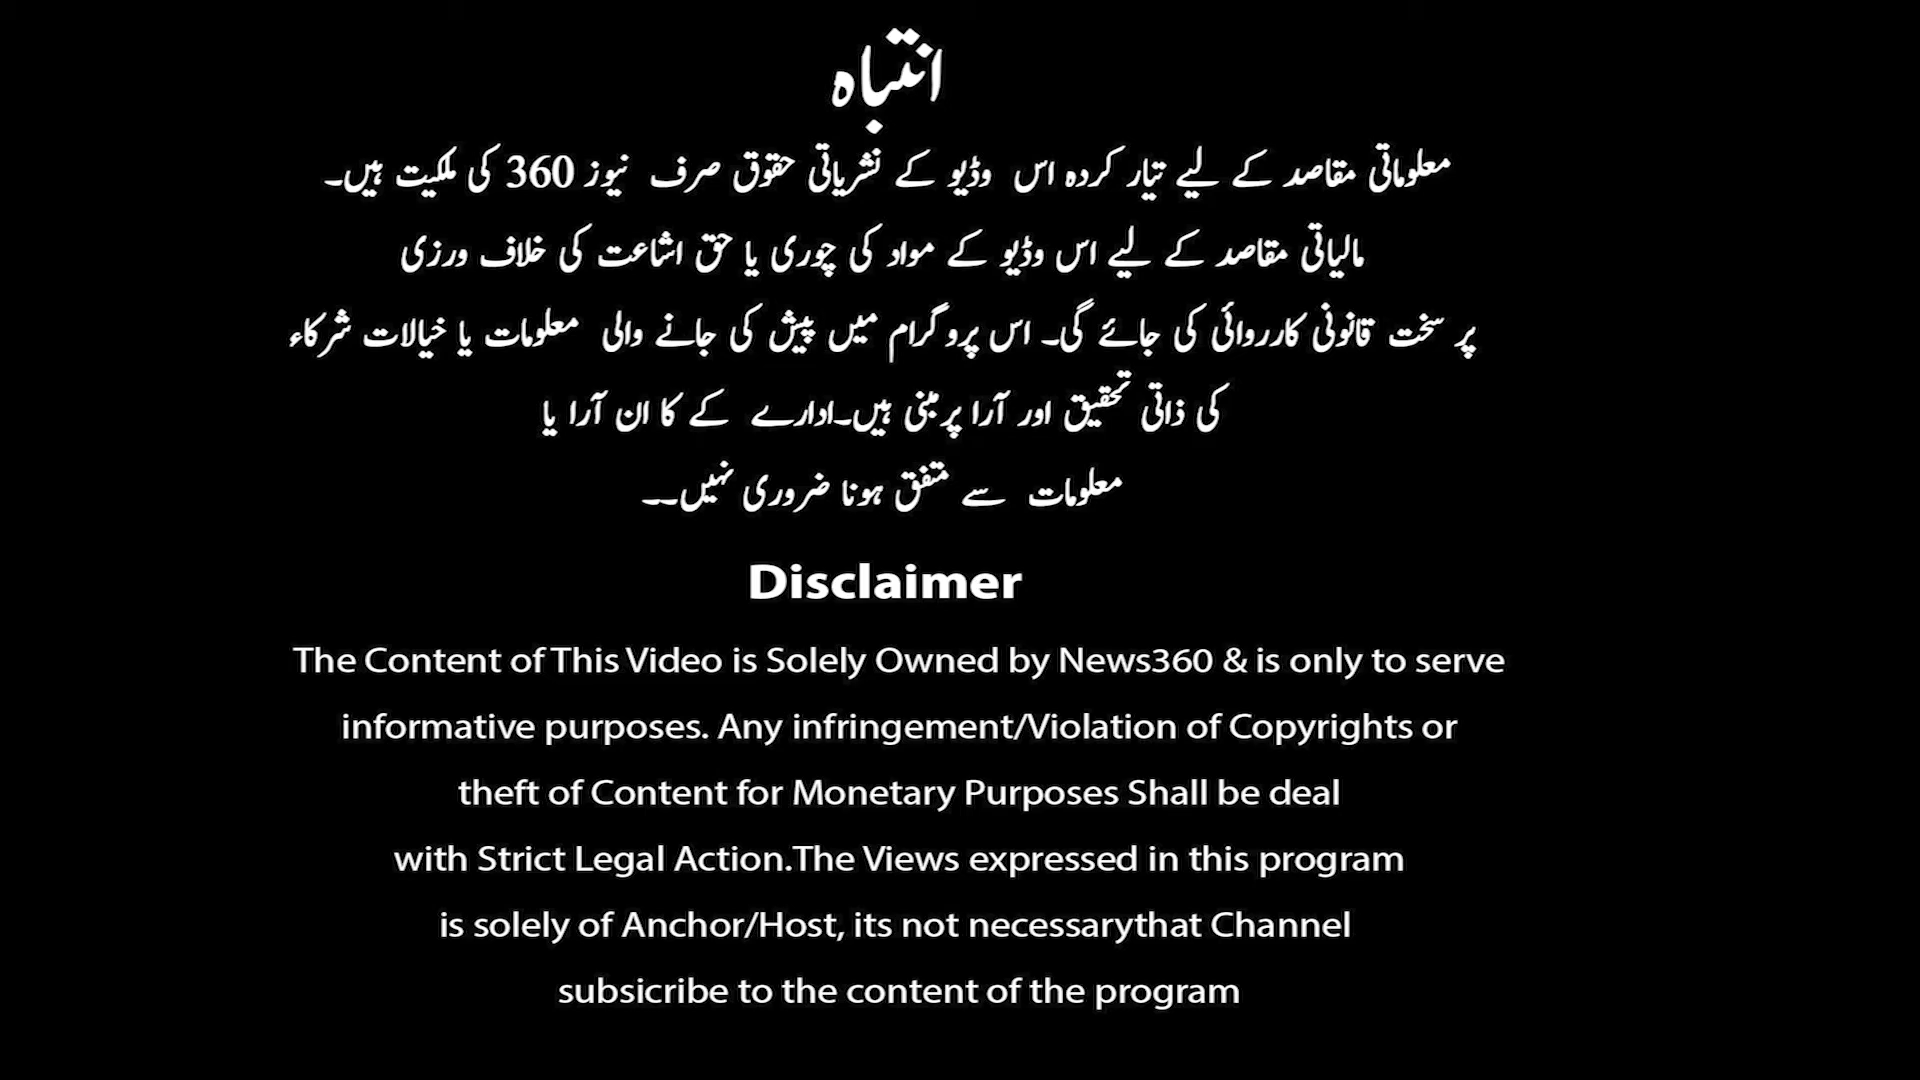 انتباہ
معلوماتی مقاصد کے لیے تیار کردہ اس وڈیو کے نشریاتی حقوق صرف نیوز 360 کی ملکیت ہیں۔
مالیاتی مقاصد کے لیے اس وڈیو کے مواد کی چوری یا حق اشاعت کی خلاف ورزی
پر سخت قانونی کارروائی کی جائے گی۔ اس پروگرام میں پیش کی جانے والی معلومات یا خیالات شرکاء
کی ذاتی تحقیق اور آرا پر مبنی ہیں۔ادارے کے کا ان آرا یا
معلومات سے متفق ہونا ضروری نہیں۔۔
Disclaimer
The Content of This Video is Solely Owned by News360 & is only to serve
informative purposes. Any infringement/Violation of Copyrights or
theft of Content for Monetary Purposes Shall be deal
with Strict Legal Action.The Views expressed in this program
is solely of Anchor/Host, its not necessarythat Channel
subsicribe to the content of the program